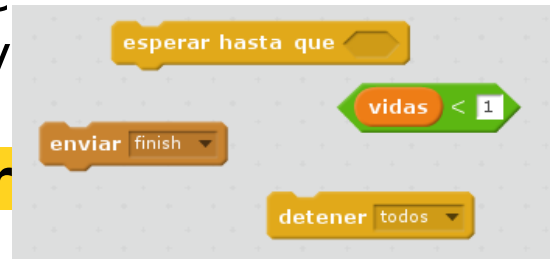 esperar hasta que
vidas < 1
enviar finish
detener todos